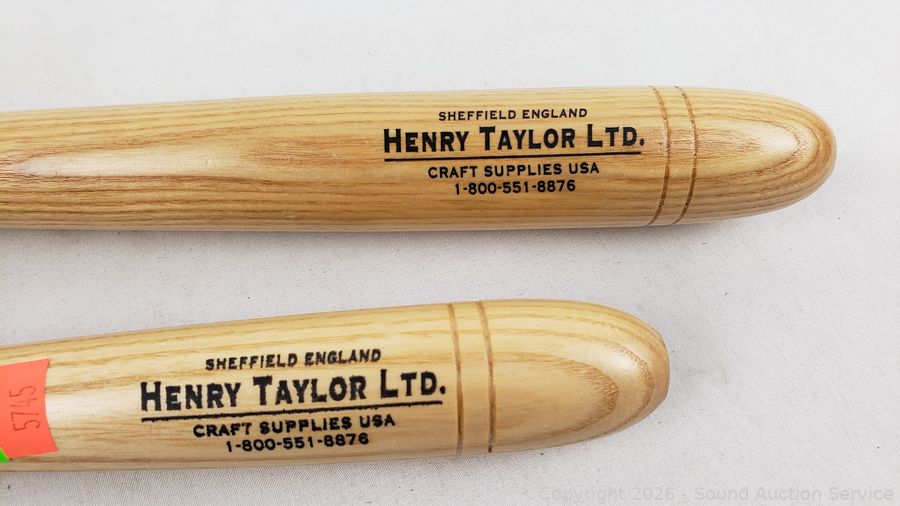 SHEFFIELD ENGLAND
HENRY TAYLOR LTD.
CRAFT SUPPLIES USA
1-800-551-8876
SHEFFIELD ENGLAND
HENRY TAYLOR LTD.
CRAFT SUPPLIES USA
1-800-551-8876
5745
Copyright 2026 - Sound Auction Service